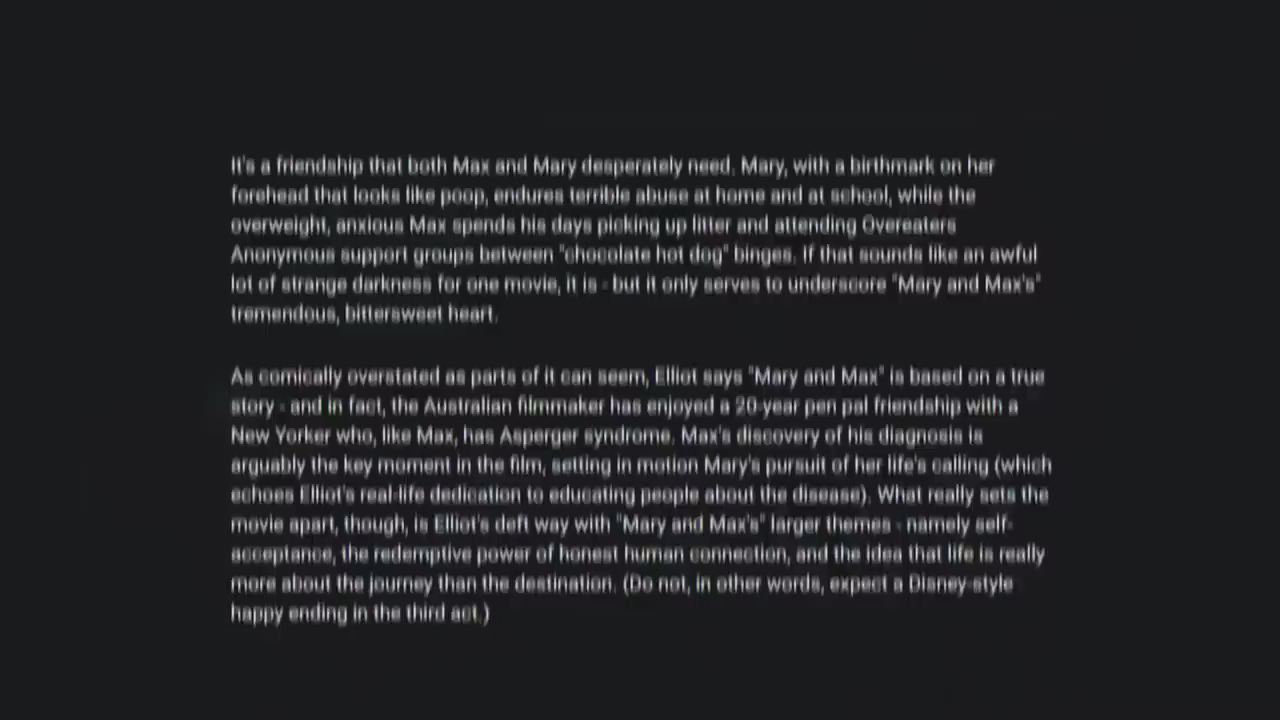 It's a friendship that both Max and Mary desperately need. Mary, with a birthmark on her
forehead that looks like poop, endures terrible abuse at home and at school, while the
overweight, anxious Max spends his days picking up litter and attending Overeaters
Anonymous support groups between "chocolate hot dog" binges. If that sounds like an awful
lot of strange darkness for one movie, it is - but it only serves to underscore "Mary and Max's"
tremendous, bittersweet heart.
As comically overstated as parts of it can seem, Elliot says "Mary and Max" is based on a true
story - and in fact, the Australian filmmaker has enjoyed a 20-year pen pal friendship with a
New Yorker who, like Max, has Asperger syndrome. Max's discovery of his diagnosis is
arguably the key moment in the film, setting in motion Mary's pursuit of her life's calling (which
echoes Elliot's real-life dedication to educating people about the disease). What really sets the
movie apart, though, is Elliot's deft way with "Mary and Max's" larger themes - namely self-
acceptance, the redemptive power of honest human connection, and the idea that life is really
more about the journey than the destination. (Do not, in other words, expect a Disney-style
happy ending in the third act.)